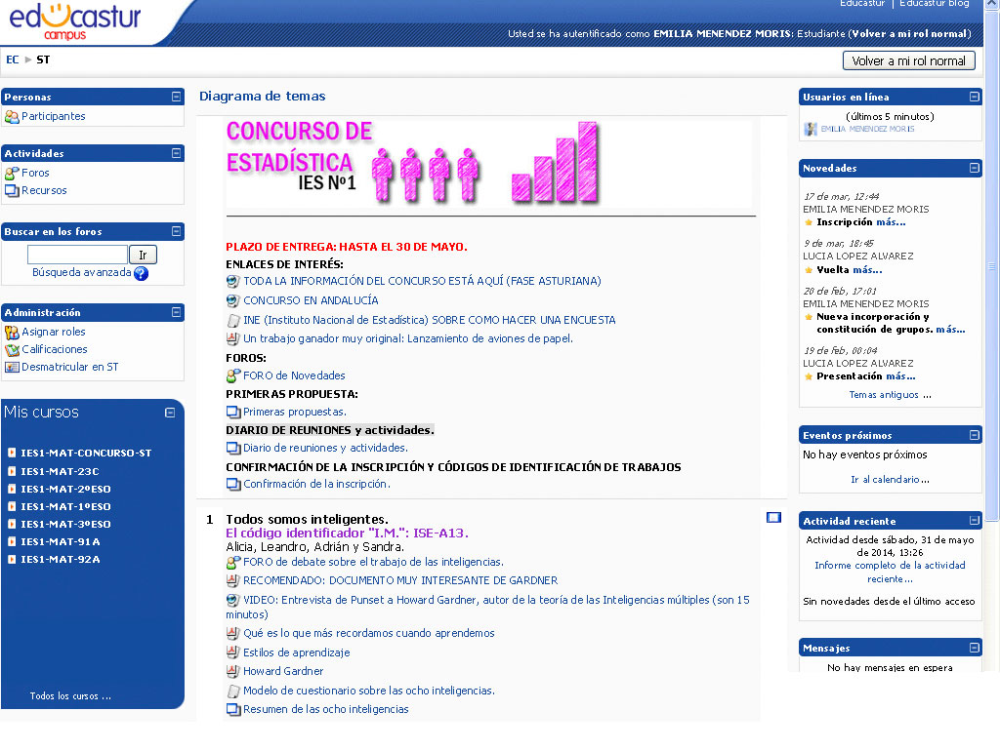 educastur
campus
Educastur | Educastur blog
Usted se ha autentificado como EMILIA MENENDEZ MORIS: Estudiante (Volver a mi rol normal)
EC ► ST
Volver a mi rol normal
Personas
Participantes
Actividades
Foros
Recursos
Buscar en los foros
Ir
Búsqueda avanzada
Administración
Asignar roles
Calificaciones
Desmatricular en ST
Mis cursos
IES1-MAT-CONCURSO-ST
IES1-MAT-23C
IES1-MAT-2ºESO
IES1-MAT-1ºESO
IES1-MAT-3ºESO
IES1-MAT-91A
IES1-MAT-92A
Todos los cursos ...
Diagrama de temas
CONCURSO DE
ESTADÍSTICA
IES Nº1
PLAZO DE ENTREGA: HASTA EL 30 DE MAYO.
ENLACES DE INTERÉS:
TODA LA INFORMACIÓN DEL CONCURSO ESTÁ AQUÍ (FASE ASTURIANA)
CONCURSO EN ANDALUCÍA
INE (Instituto Nacional de Estadística) SOBRE COMO HACER UNA ENCUESTA
Un trabajo ganador muy original: Lanzamiento de aviones de papel.
FOROS:
FORO de Novedades
PRIMERAS PROPUESTA:
Primeras propuestas.
DIARIO DE REUNIONES y actividades.
Diario de reuniones y actividades.
CONFIRMACIÓN DE LA INSCRIPCIÓN Y CÓDIGOS DE IDENTIFICACIÓN DE TRABAJOS
Confirmación de la inscripción.
1 Todos somos inteligentes.
El código identificador "I.M.": ISE-A13.
Alicia, Leandro, Adrián y Sandra.
FORO de debate sobre el trabajo de las inteligencias.
RECOMENDADO: DOCUMENTO MUY INTERESANTE DE GARDNER
VIDEO: Entrevista de Punset a Howard Gardner, autor de la teoría de las Inteligencias múltiples (son 15
minutos)
Qué es lo que más recordamos cuando aprendemos
Estilos de aprendizaje
Howard Gardner
Modelo de cuestionario sobre las ocho inteligencias.
Resumen de las ocho inteligencias
Usuarios en línea
(últimos 5 minutos)
EMILIA MENENDEZ MORIS
Novedades
17 de mar, 12:44
EMILIA MENENDEZ MORIS
Inscripción más...
9 de mar, 18:45
LUCIA LOPEZ ALVAREZ
Vuelta más...
20 de feb, 17:01
EMILIA MENENDEZ MORIS
Nueva incorporación y
constitución de grupos. más...
19 de feb, 00:04
LUCIA LOPEZ ALVAREZ
Presentación más...
Temas antiguos ...
Eventos próximos
No hay eventos próximos
Ir al calendario...
Actividad reciente
Actividad desde sábado, 31 de mayo
de 2014, 13:26
Informe completo de la actividad
reciente...
Sin novedades desde el último acceso
Mensajes
No hay mensajes en espera